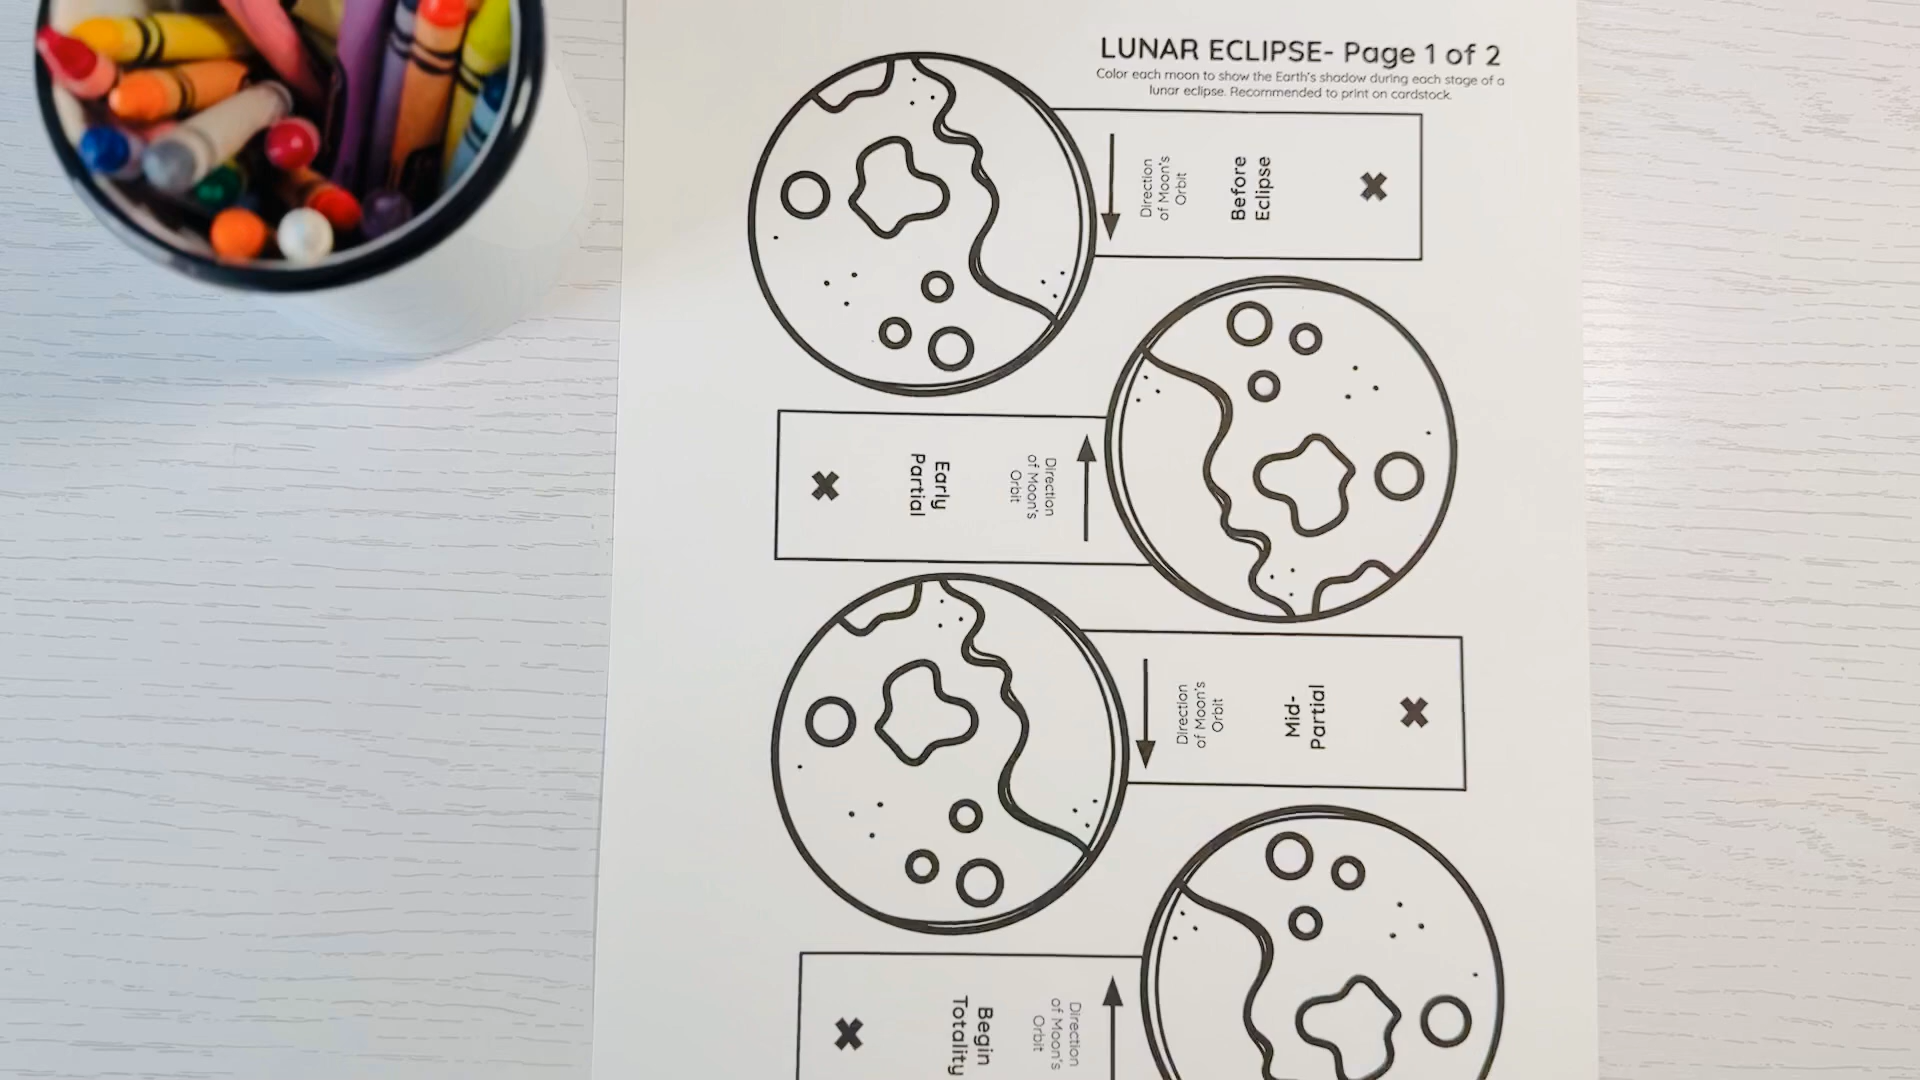 LUNAR ECLIPSE- Page 1 of 2
Color each moon to show the Earth's shadow during each stage of a
lunar eclipse. Recommended to print on cardstock.
Direction
of Moon's
Orbit
Before
Eclipse
Direction
of Moon's
Orbit
Early
Partial
Direction
of Moon's
Orbit
Mid-
Partial
Direction
of Moon's
Orbit
Begin
Totality